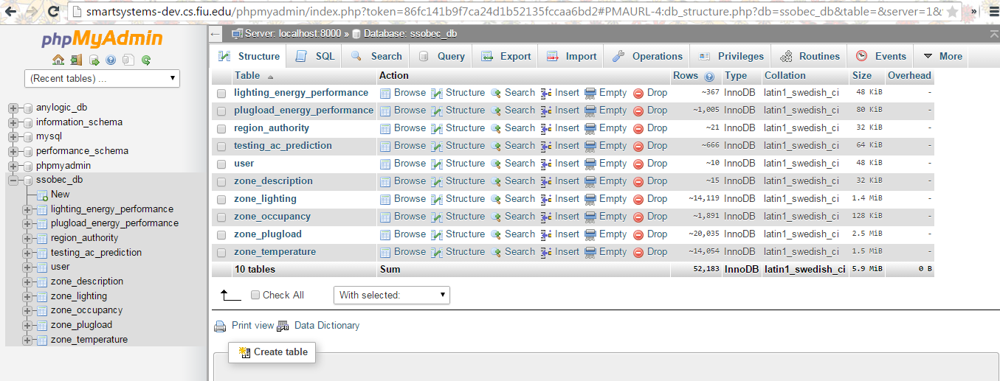 smartsystems-dev.cs.fiu.edu/phpmyadmin/index.php?token=86fc141b9f7ca24d1b52135fccaa6bd2#PMAURL-4:db_structure.php?db=ssobec_db&table=&server=1&
phpMyAdmin
(Recent tables) ...
anylogic_db
information_schema
mysql
performance_schema
phpmyadmin
ssobec_db
New
lighting_energy_performance
plugload_energy_performance
region_authority
testing_ac_prediction
user
zone_description
zone_lighting
zone_occupancy
zone_plugload
zone_temperature
Server: localhost:8000 » Database: ssobec_db
Structure SQL Search Query Export Import Operations Privileges Routines Events More
Table Action Rows Type Collation Size Overhead
lighting_energy_performance Browse Structure Search Insert Empty Drop ~367 InnoDB latin1_swedish_ci 48 KiB -
plugload_energy_performance Browse Structure Search Insert Empty Drop ~1,005 InnoDB latin1_swedish_ci 80 KiB -
region_authority Browse Structure Search Insert Empty Drop ~21 InnoDB latin1_swedish_ci 32 KiB -
testing_ac_prediction Browse Structure Search Insert Empty Drop ~666 InnoDB latin1_swedish_ci 64 KiB -
user Browse Structure Search Insert Empty Drop ~10 InnoDB latin1_swedish_ci 48 KiB -
zone_description Browse Structure Search Insert Empty Drop ~15 InnoDB latin1_swedish_ci 32 KiB -
zone_lighting Browse Structure Search Insert Empty Drop ~14,119 InnoDB latin1_swedish_ci 1.4 MiB -
zone_occupancy Browse Structure Search Insert Empty Drop ~1,891 InnoDB latin1_swedish_ci 128 KiB -
zone_plugload Browse Structure Search Insert Empty Drop ~20,035 InnoDB latin1_swedish_ci 2.5 MiB -
zone_temperature Browse Structure Search Insert Empty Drop ~14,054 InnoDB latin1_swedish_ci 1.5 MiB -
10 tables Sum 52,183 InnoDB latin1_swedish_ci 5.9 MiB 0 B
Check All With selected:
Print view Data Dictionary
Create table